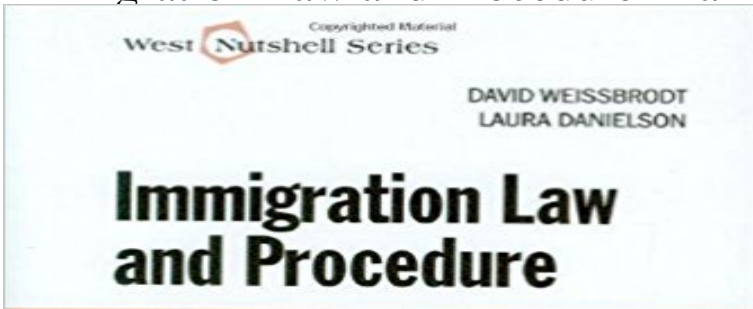 Copyrighted Material
West Nutshell Series
DAVID WEISSBRODT
LAURA DANIELSON
Immigration Law
and Procedure